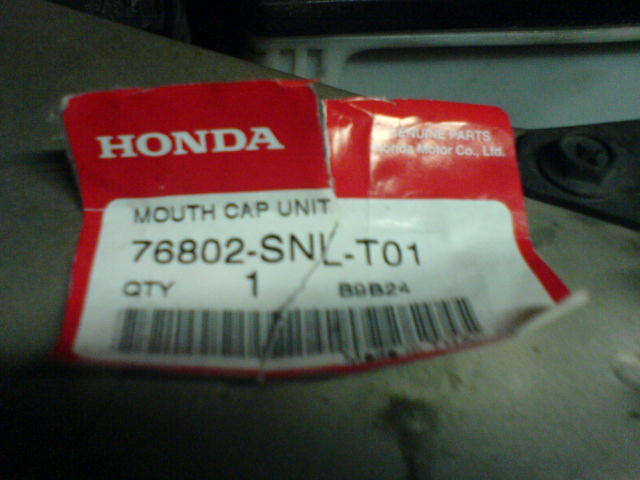 HONDA
GENUINE PARTS
Honda Motor Co., Ltd.
MOUTH CAP UNIT
76802-SNL-T01
QTY 1 B9B24